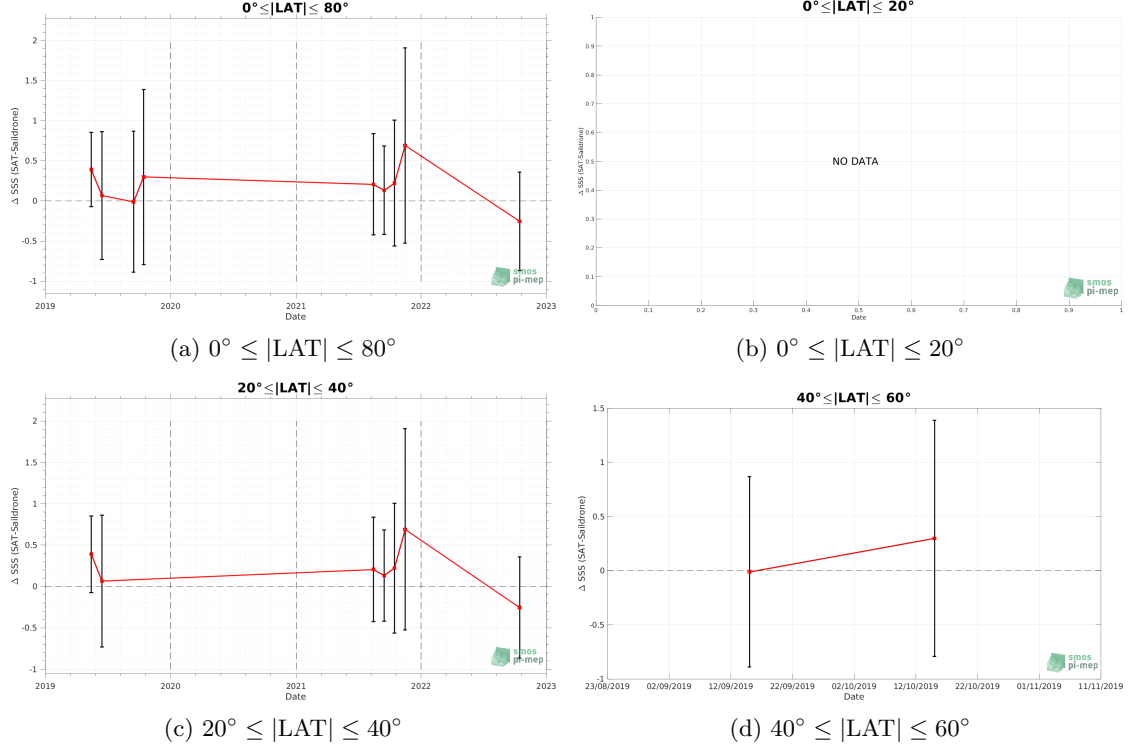 0°≤|LAT|≤ 80°
Δ SSS (SAT-Saildrone)
2
1.5
1
0.5
0
-0.5
-1
2019
2020
2021
2022
2023
Date
smos
pi-mep
(a) 0° ≤ |LAT| ≤ 80°
0°≤|LAT|≤ 20°
Δ SSS (SAT-Saildrone)
1
0.9
0.8
0.7
0.6
0.5
0.4
0.3
0.2
0.1
0
NO DATA
0
0.1
0.2
0.3
0.4
0.5
0.6
0.7
0.8
0.9
1
Date
smos
pi-mep
(b) 0° ≤ |LAT| ≤ 20°
20°≤|LAT|≤ 40°
Δ SSS (SAT-Saildrone)
2
1.5
1
0.5
0
-0.5
-1
2019
2020
2021
2022
2023
Date
smos
pi-mep
(c) 20° ≤ |LAT| ≤ 40°
40°≤|LAT|≤ 60°
Δ SSS (SAT-Saildrone)
1.5
1
0.5
0
-0.5
-1
23/08/2019
02/09/2019
12/09/2019
22/09/2019
02/10/2019
12/10/2019
22/10/2019
01/11/2019
11/11/2019
Date
smos
pi-mep
(d) 40° ≤ |LAT| ≤ 60°